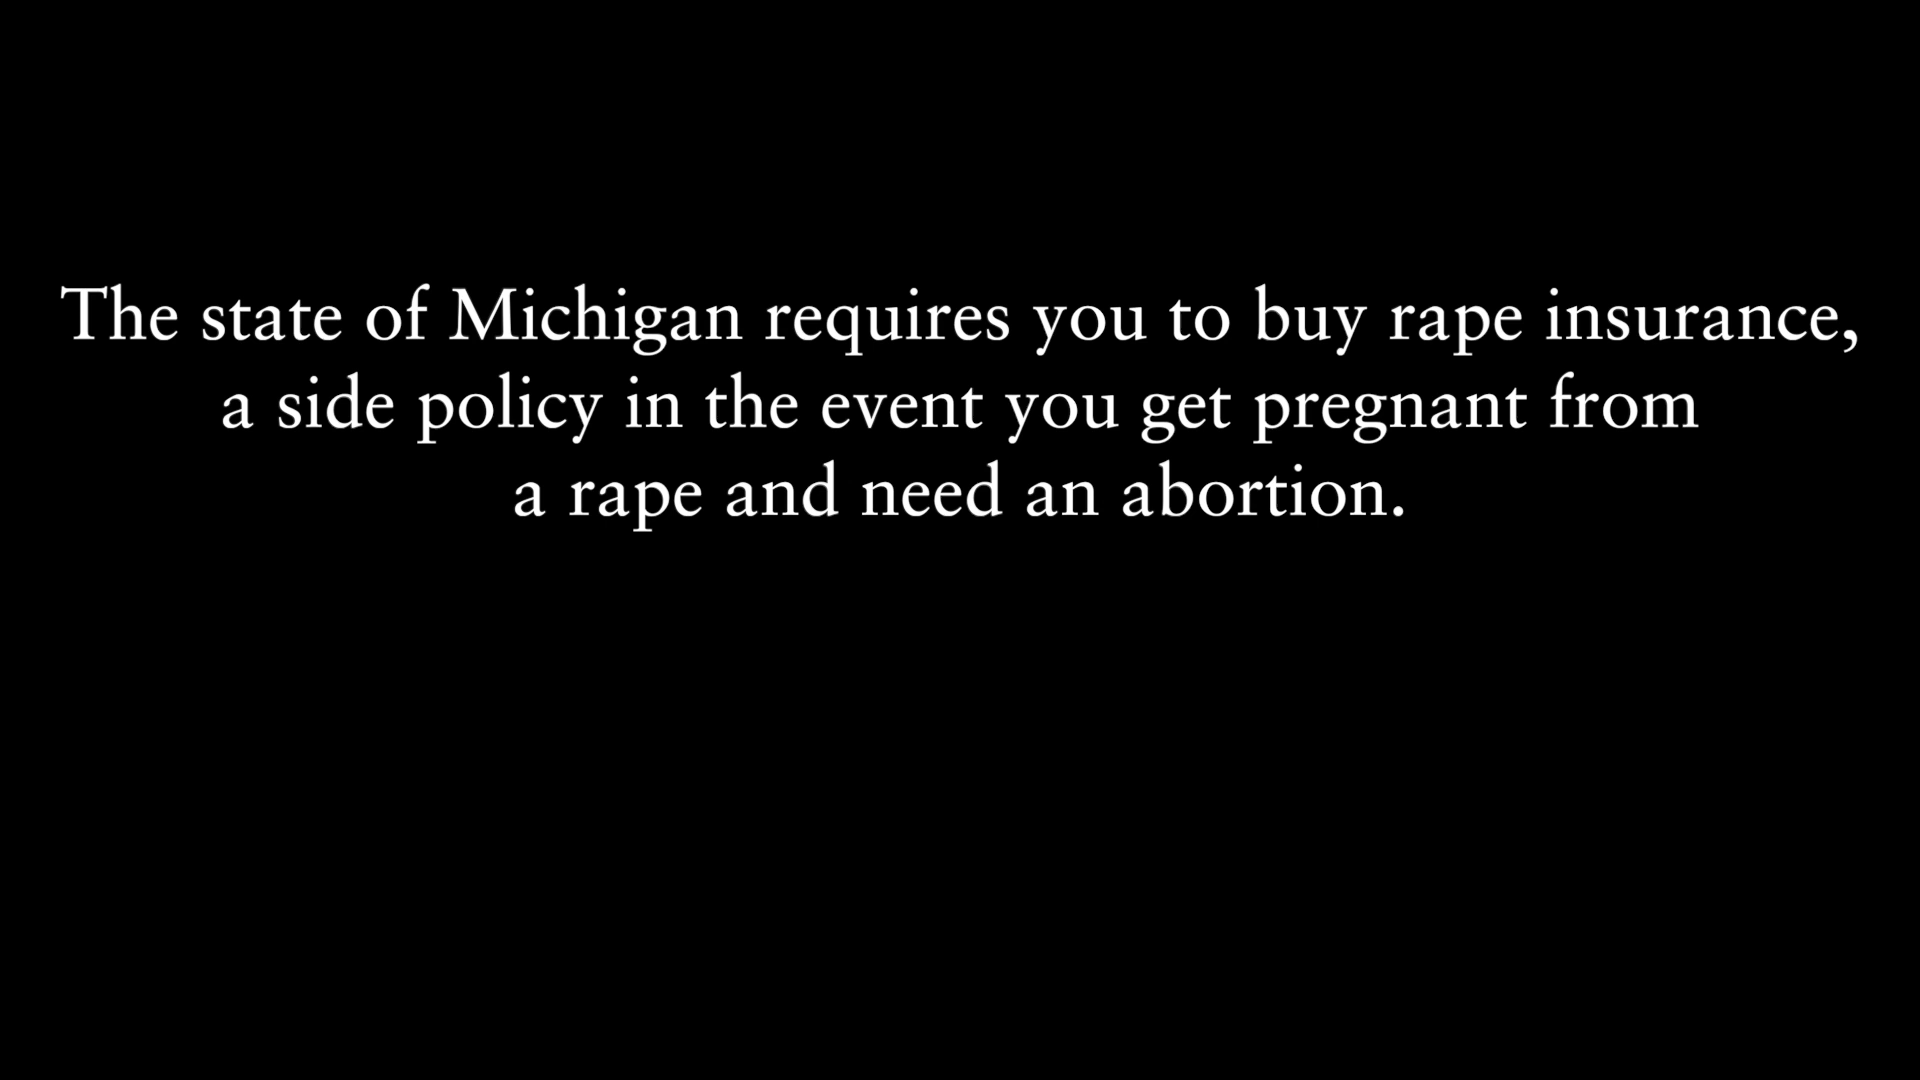 The state of Michigan requires you to buy rape insurance,
a side policy in the event you get pregnant from
a rape and need an abortion.